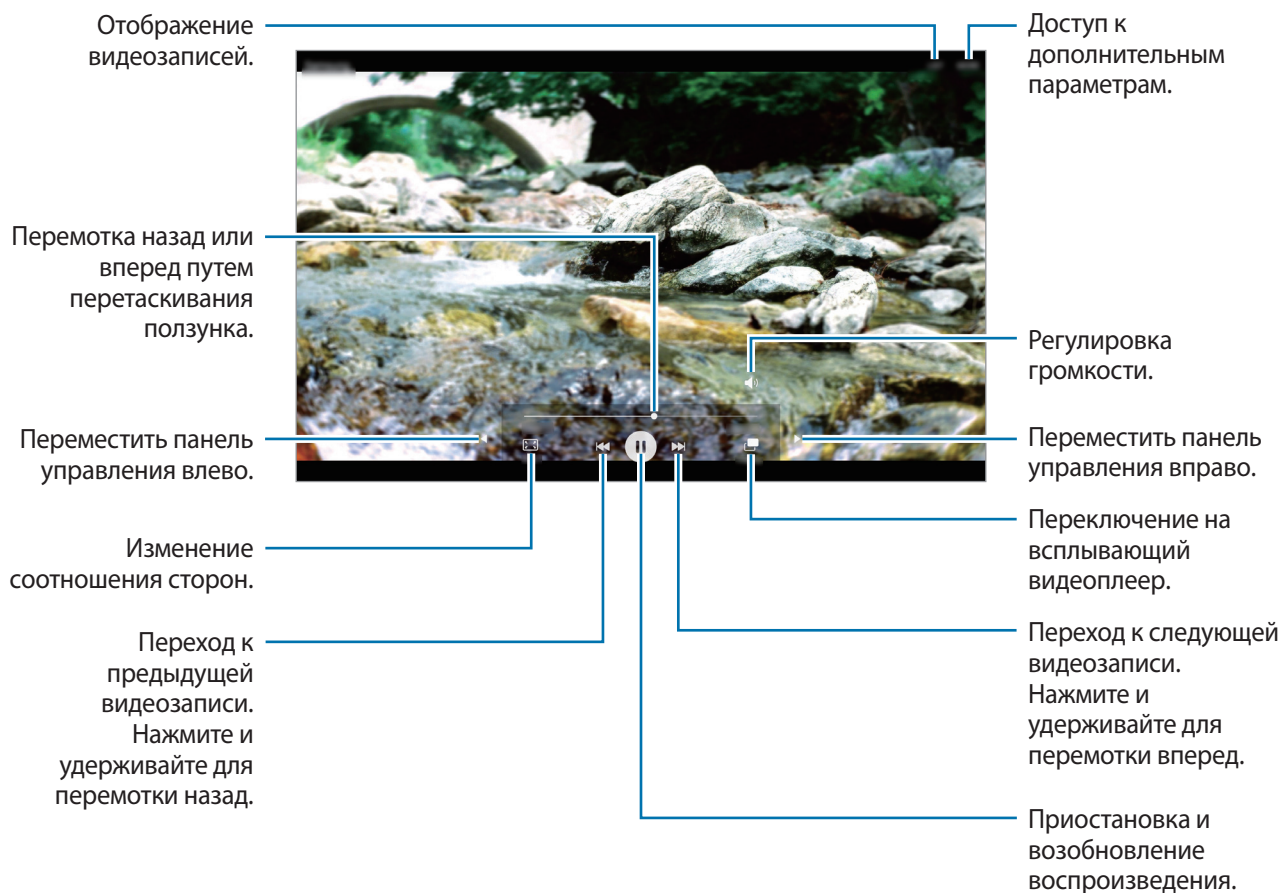 Отображение
видеозаписей.
Доступ к
дополнительным
параметрам.
Перемотка назад или
вперед путем
перетаскивания
ползунка.
Регулировка
громкости.
Переместить панель
управления влево.
Переместить панель
управления вправо.
Изменение
соотношения сторон.
Переключение на
всплывающий
видеоплеер.
Переход к
предыдущей
видеозаписи.
Нажмите и
удерживайте для
перемотки назад.
Переход к следующей
видеозаписи.
Нажмите и
удерживайте для
перемотки вперед.
Приостановка и
возобновление
воспроизведения.